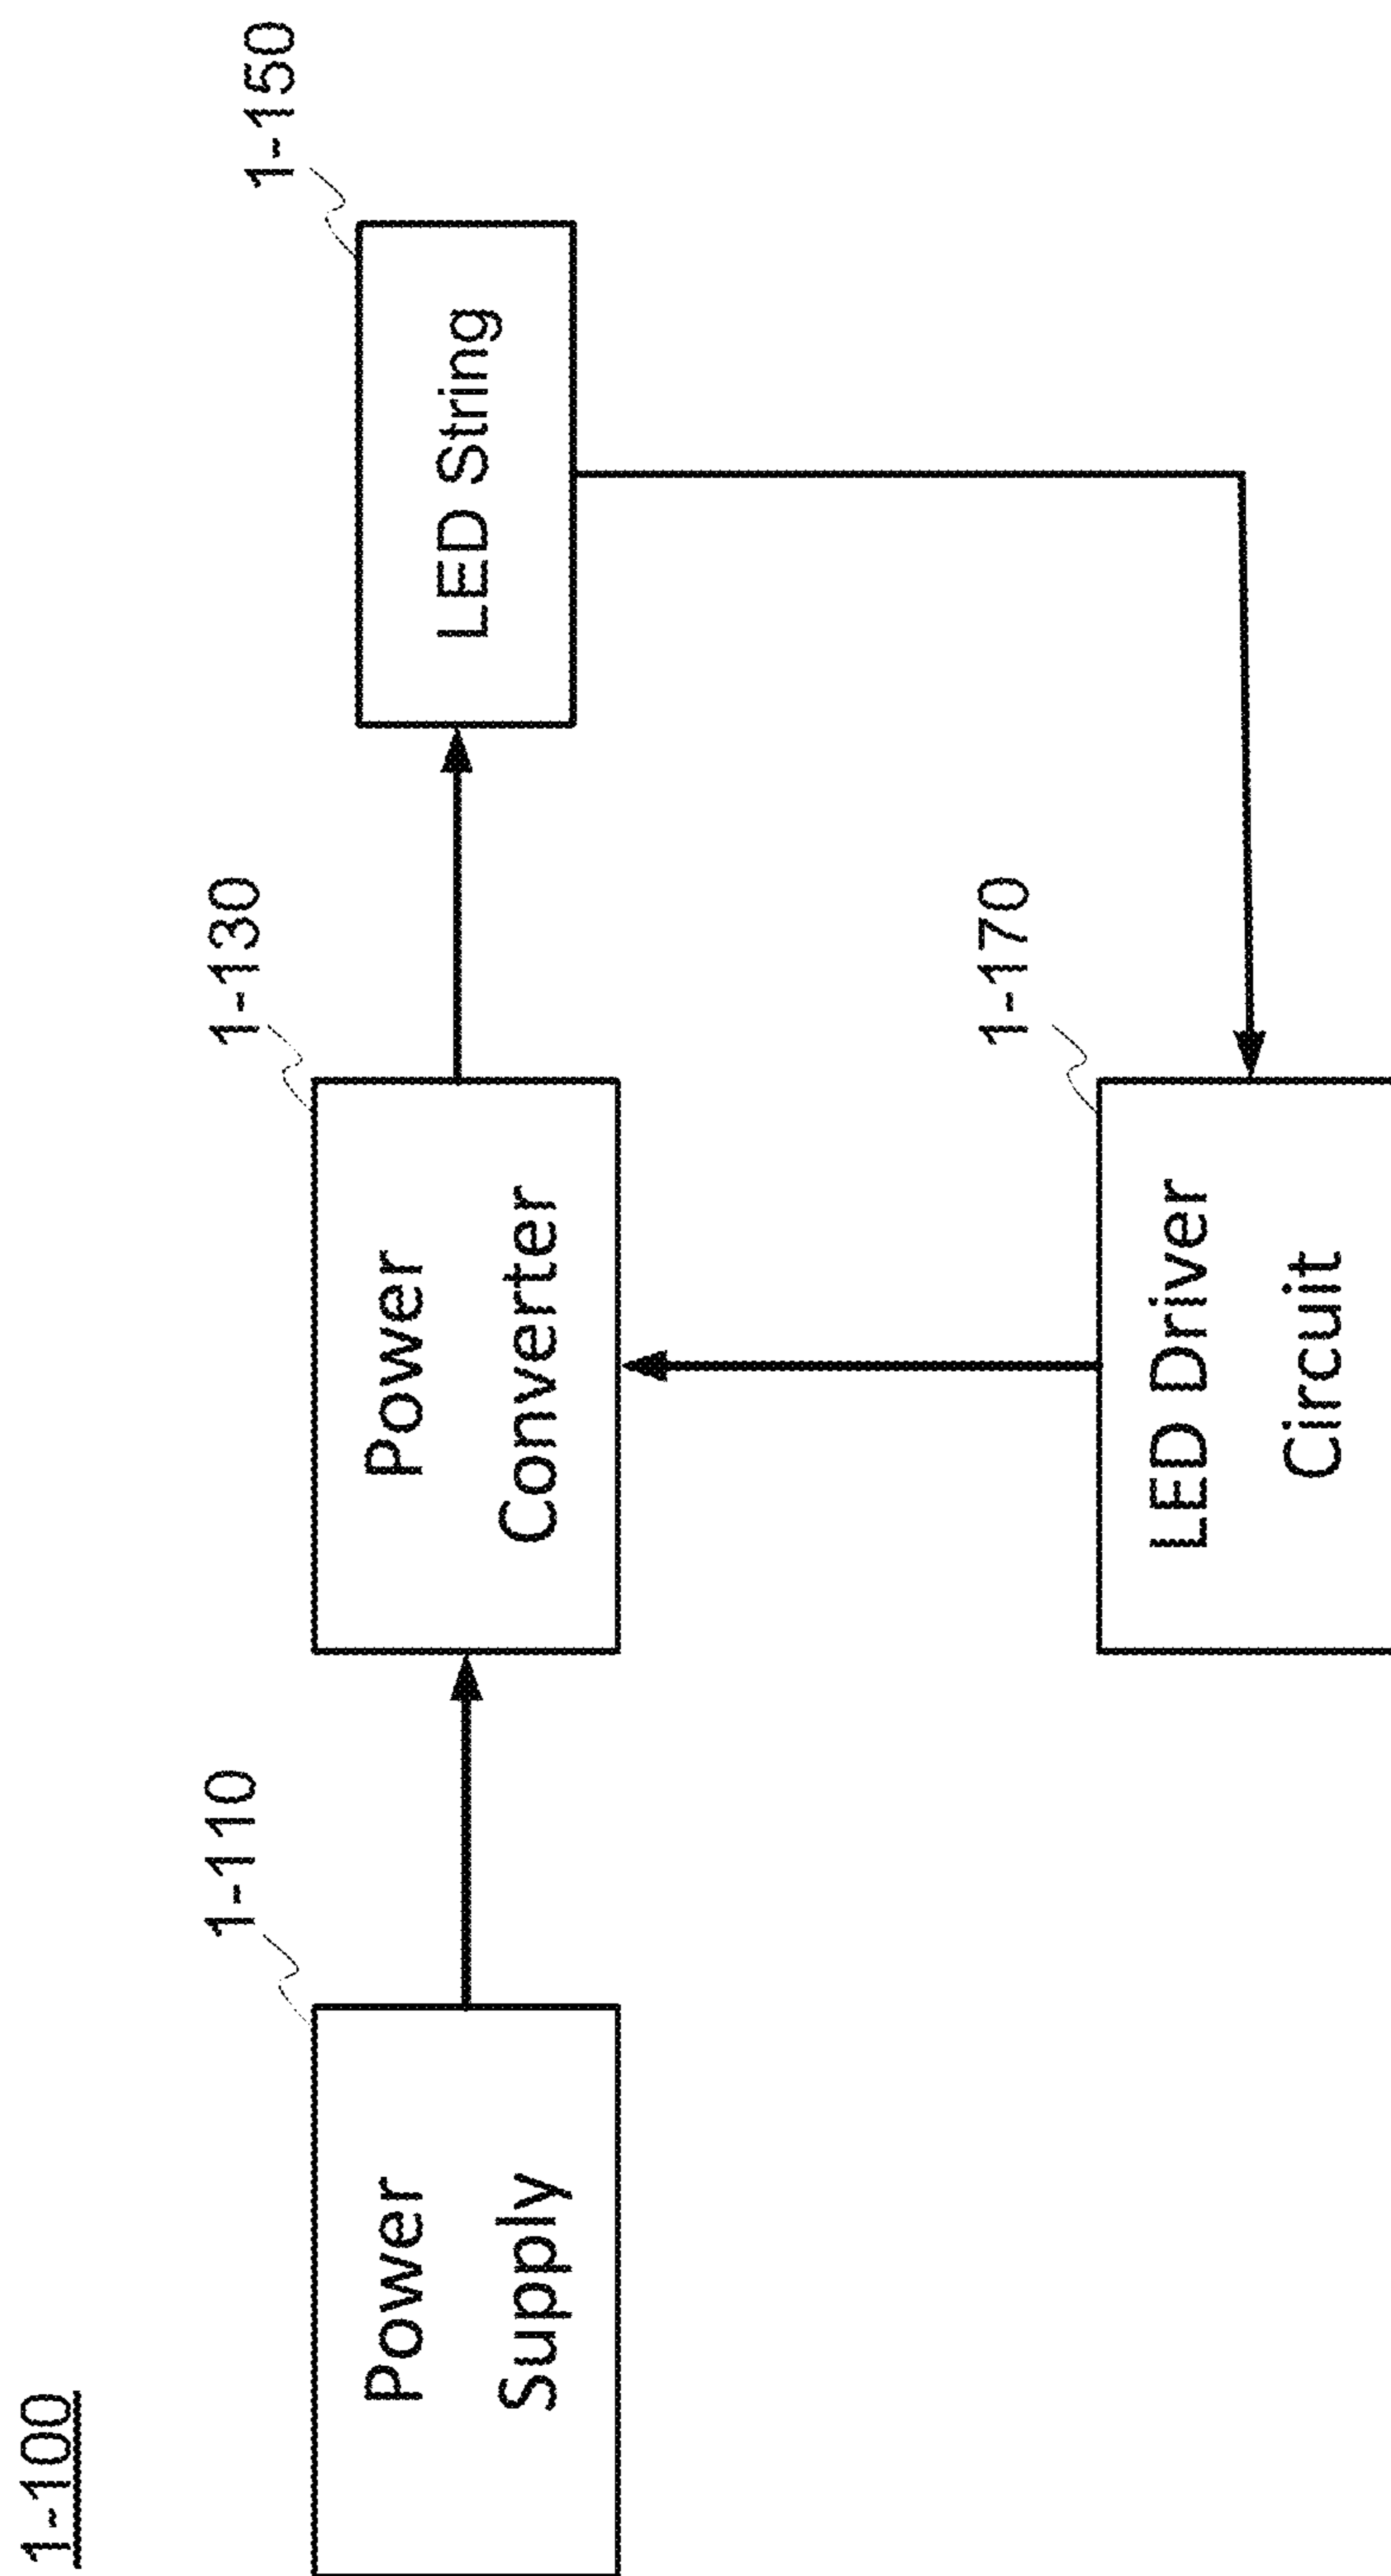 1-100
1-110
Power
Supply
1-130
Power
Converter
1-150
LED String
1-170
LED Driver
Circuit